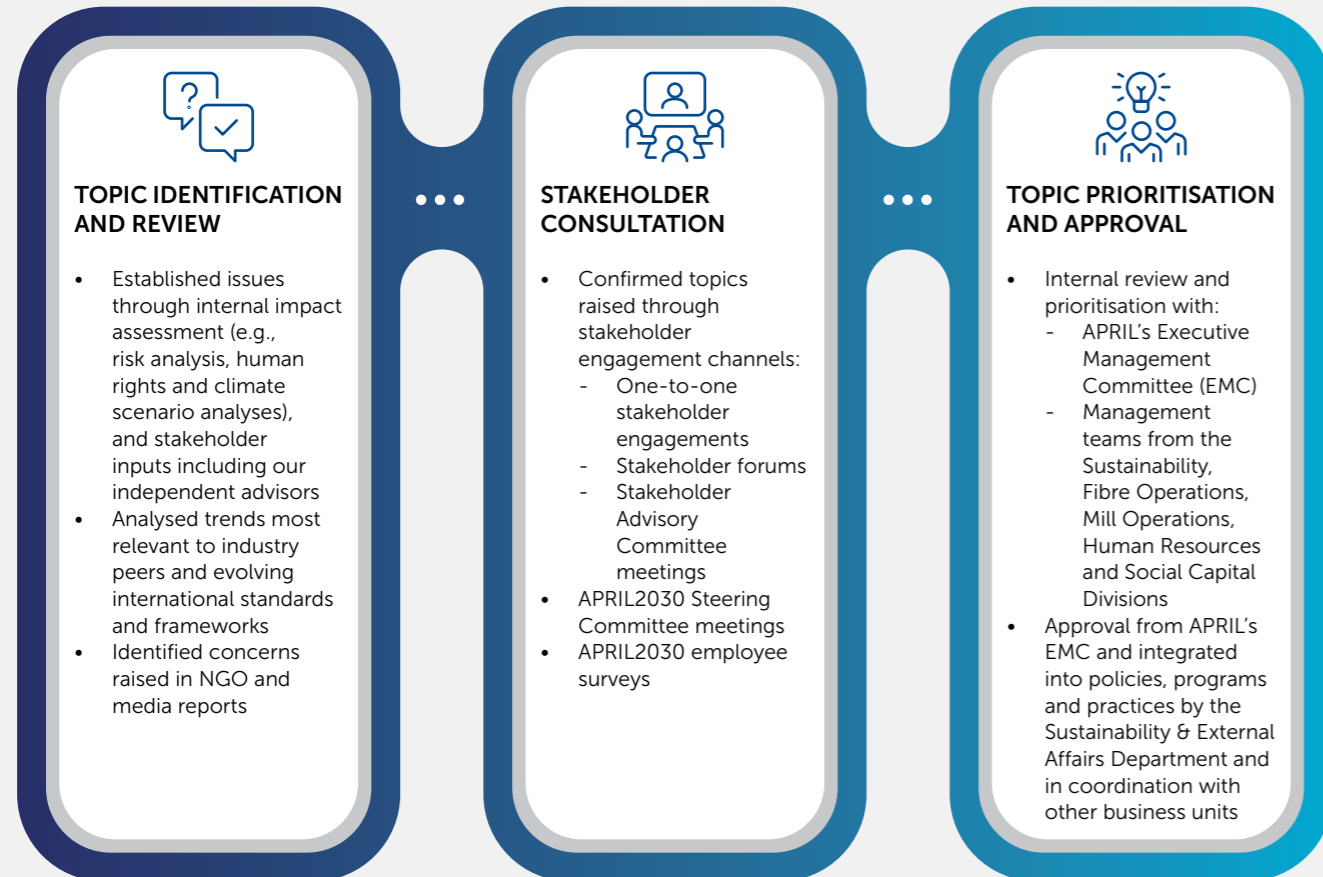 TOPIC IDENTIFICATION
AND REVIEW
• Established issues
through internal impact
assessment (e.g.,
risk analysis, human
rights and climate
scenario analyses),
and stakeholder
inputs including our
independent advisors
• Analysed trends most
relevant to industry
peers and evolving
international standards
and frameworks
• Identified concerns
raised in NGO and
media reports
STAKEHOLDER
CONSULTATION
• Confirmed topics
raised through
stakeholder
engagement channels:
- One-to-one
stakeholder
engagements
- Stakeholder forums
- Stakeholder
Advisory
Committee
meetings
• APRIL2030 Steering
Committee meetings
• APRIL2030 employee
surveys
TOPIC PRIORITISATION
AND APPROVAL
• Internal review and
prioritisation with:
- APRIL’s Executive
Management
Committee (EMC)
- Management
teams from the
Sustainability,
Fibre Operations,
Mill Operations,
Human Resources
and Social Capital
Divisions
• Approval from APRIL’s
EMC and integrated
into policies, programs
and practices by the
Sustainability & External
Affairs Department and
in coordination with
other business units